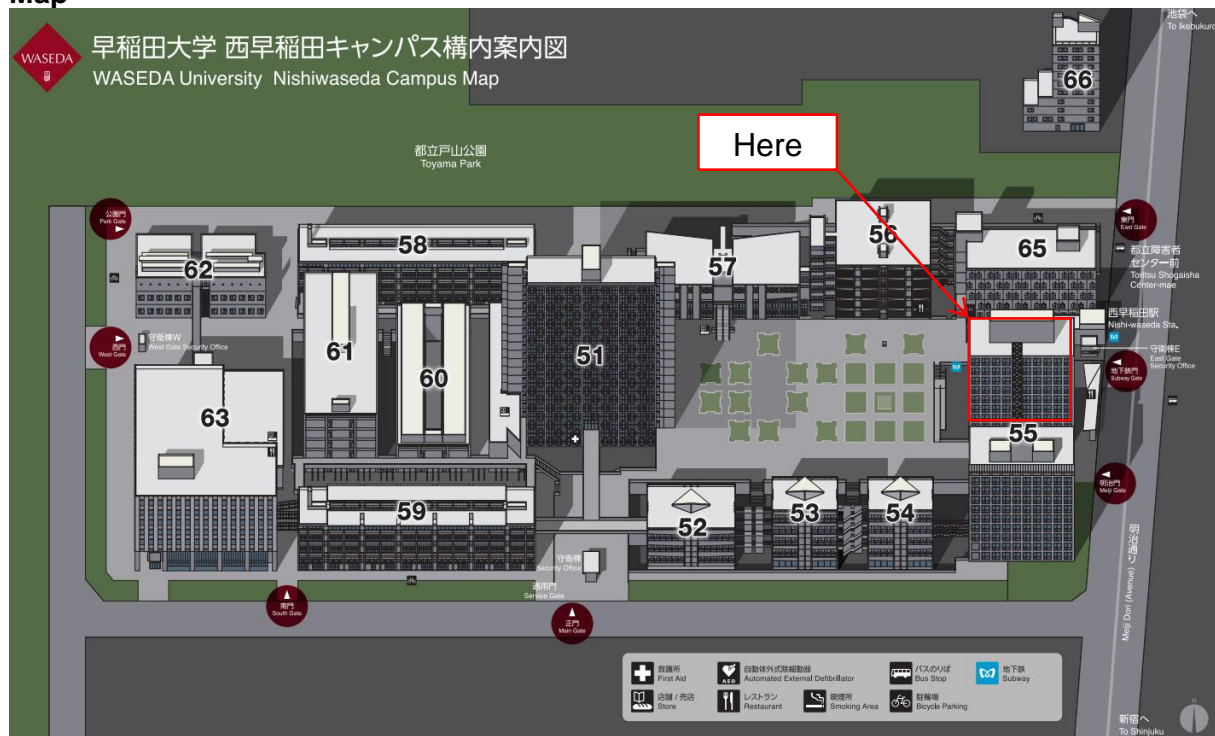 Map
WASEDA
早稲田大学 西早稲田キャンパス構内案内図
WASEDA University Nishiwaseda Campus Map
池袋へ
To Ikebukuro
66
Here
都立戸山公園
Toyama Park
公園門
Park Gate
東門
East Gate
58
56
65
62
57
都立障害者
センター前
Toritsu Shogaisha
Center-mae
西早稲田駅
Nishi-waseda Sta.
守衛棟W
West Gate Security Office
西門
West Gate
守衛棟E
East Gate
Security Office
地下鉄門
Subway Gate
61
60
51
63
55
明治門
Meiji Gate
59
52
53
54
守衛棟
Security Office
通用門
Service Gate
南門
South Gate
正門
Main Gate
明治通り
Meiji Dori (Avenue)
救護所
First Aid
AED
自動体外式除細動器
Automated External Defibrillator
バスのりば
Bus Stop
地下鉄
Subway
店舗 / 売店
Store
レストラン
Restaurant
喫煙所
Smoking Area
駐輪場
Bicycle Parking
新宿へ
To Shinjuku
N